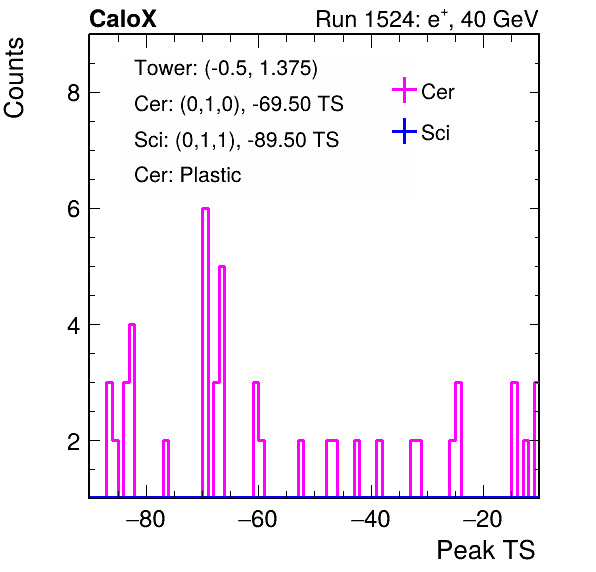 CaloX Run 1524: e⁺, 40 GeV
Counts
Tower: (-0.5, 1.375)
Cer: (0,1,0), -69.50 TS
Sci: (0,1,1), -89.50 TS
Cer: Plastic
Cer
Sci
8
6
4
2
−80 −60 −40 −20
Peak TS